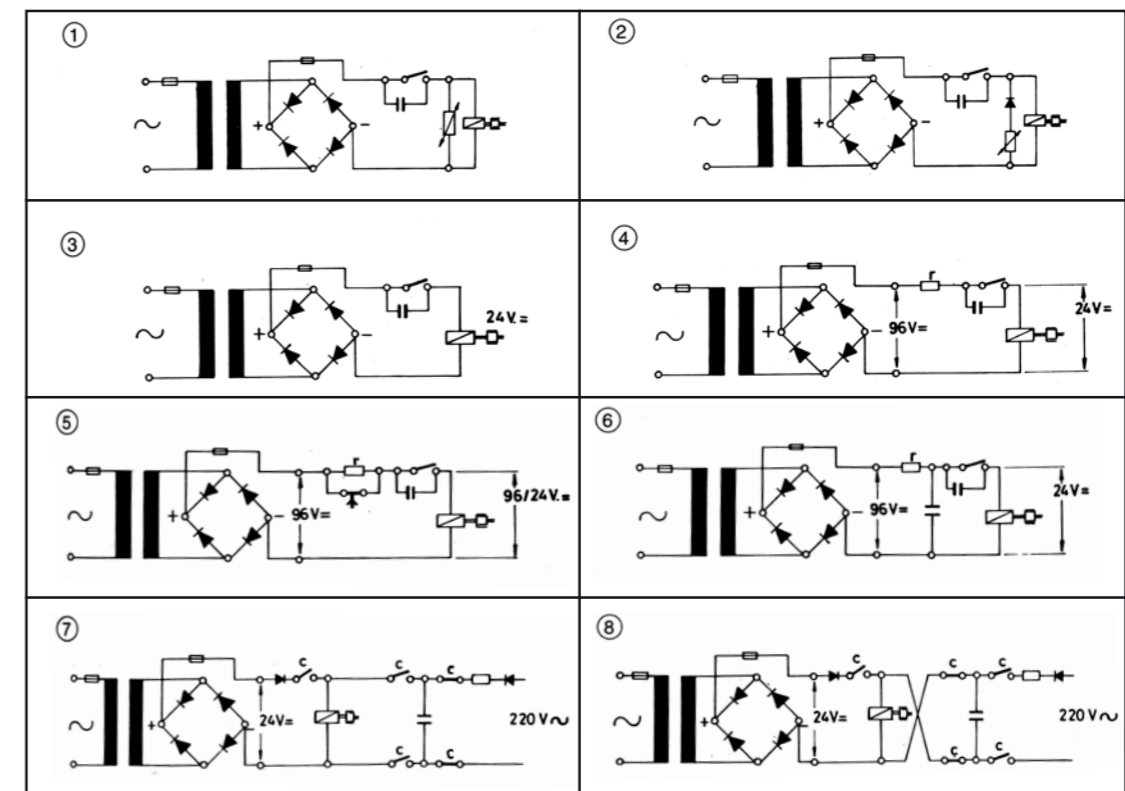 ①
②
+ −
+ −
③
④
r
24V.=
96V=
24V=
+ −
+ −
⑤
⑥
r
r
96V=
96/24V.=
96V=
24V=
+ −
+ −
⑦
⑧
c c c
c c c
24V=
220V~
24V=
220V~
+ −
+ −
c c
c c